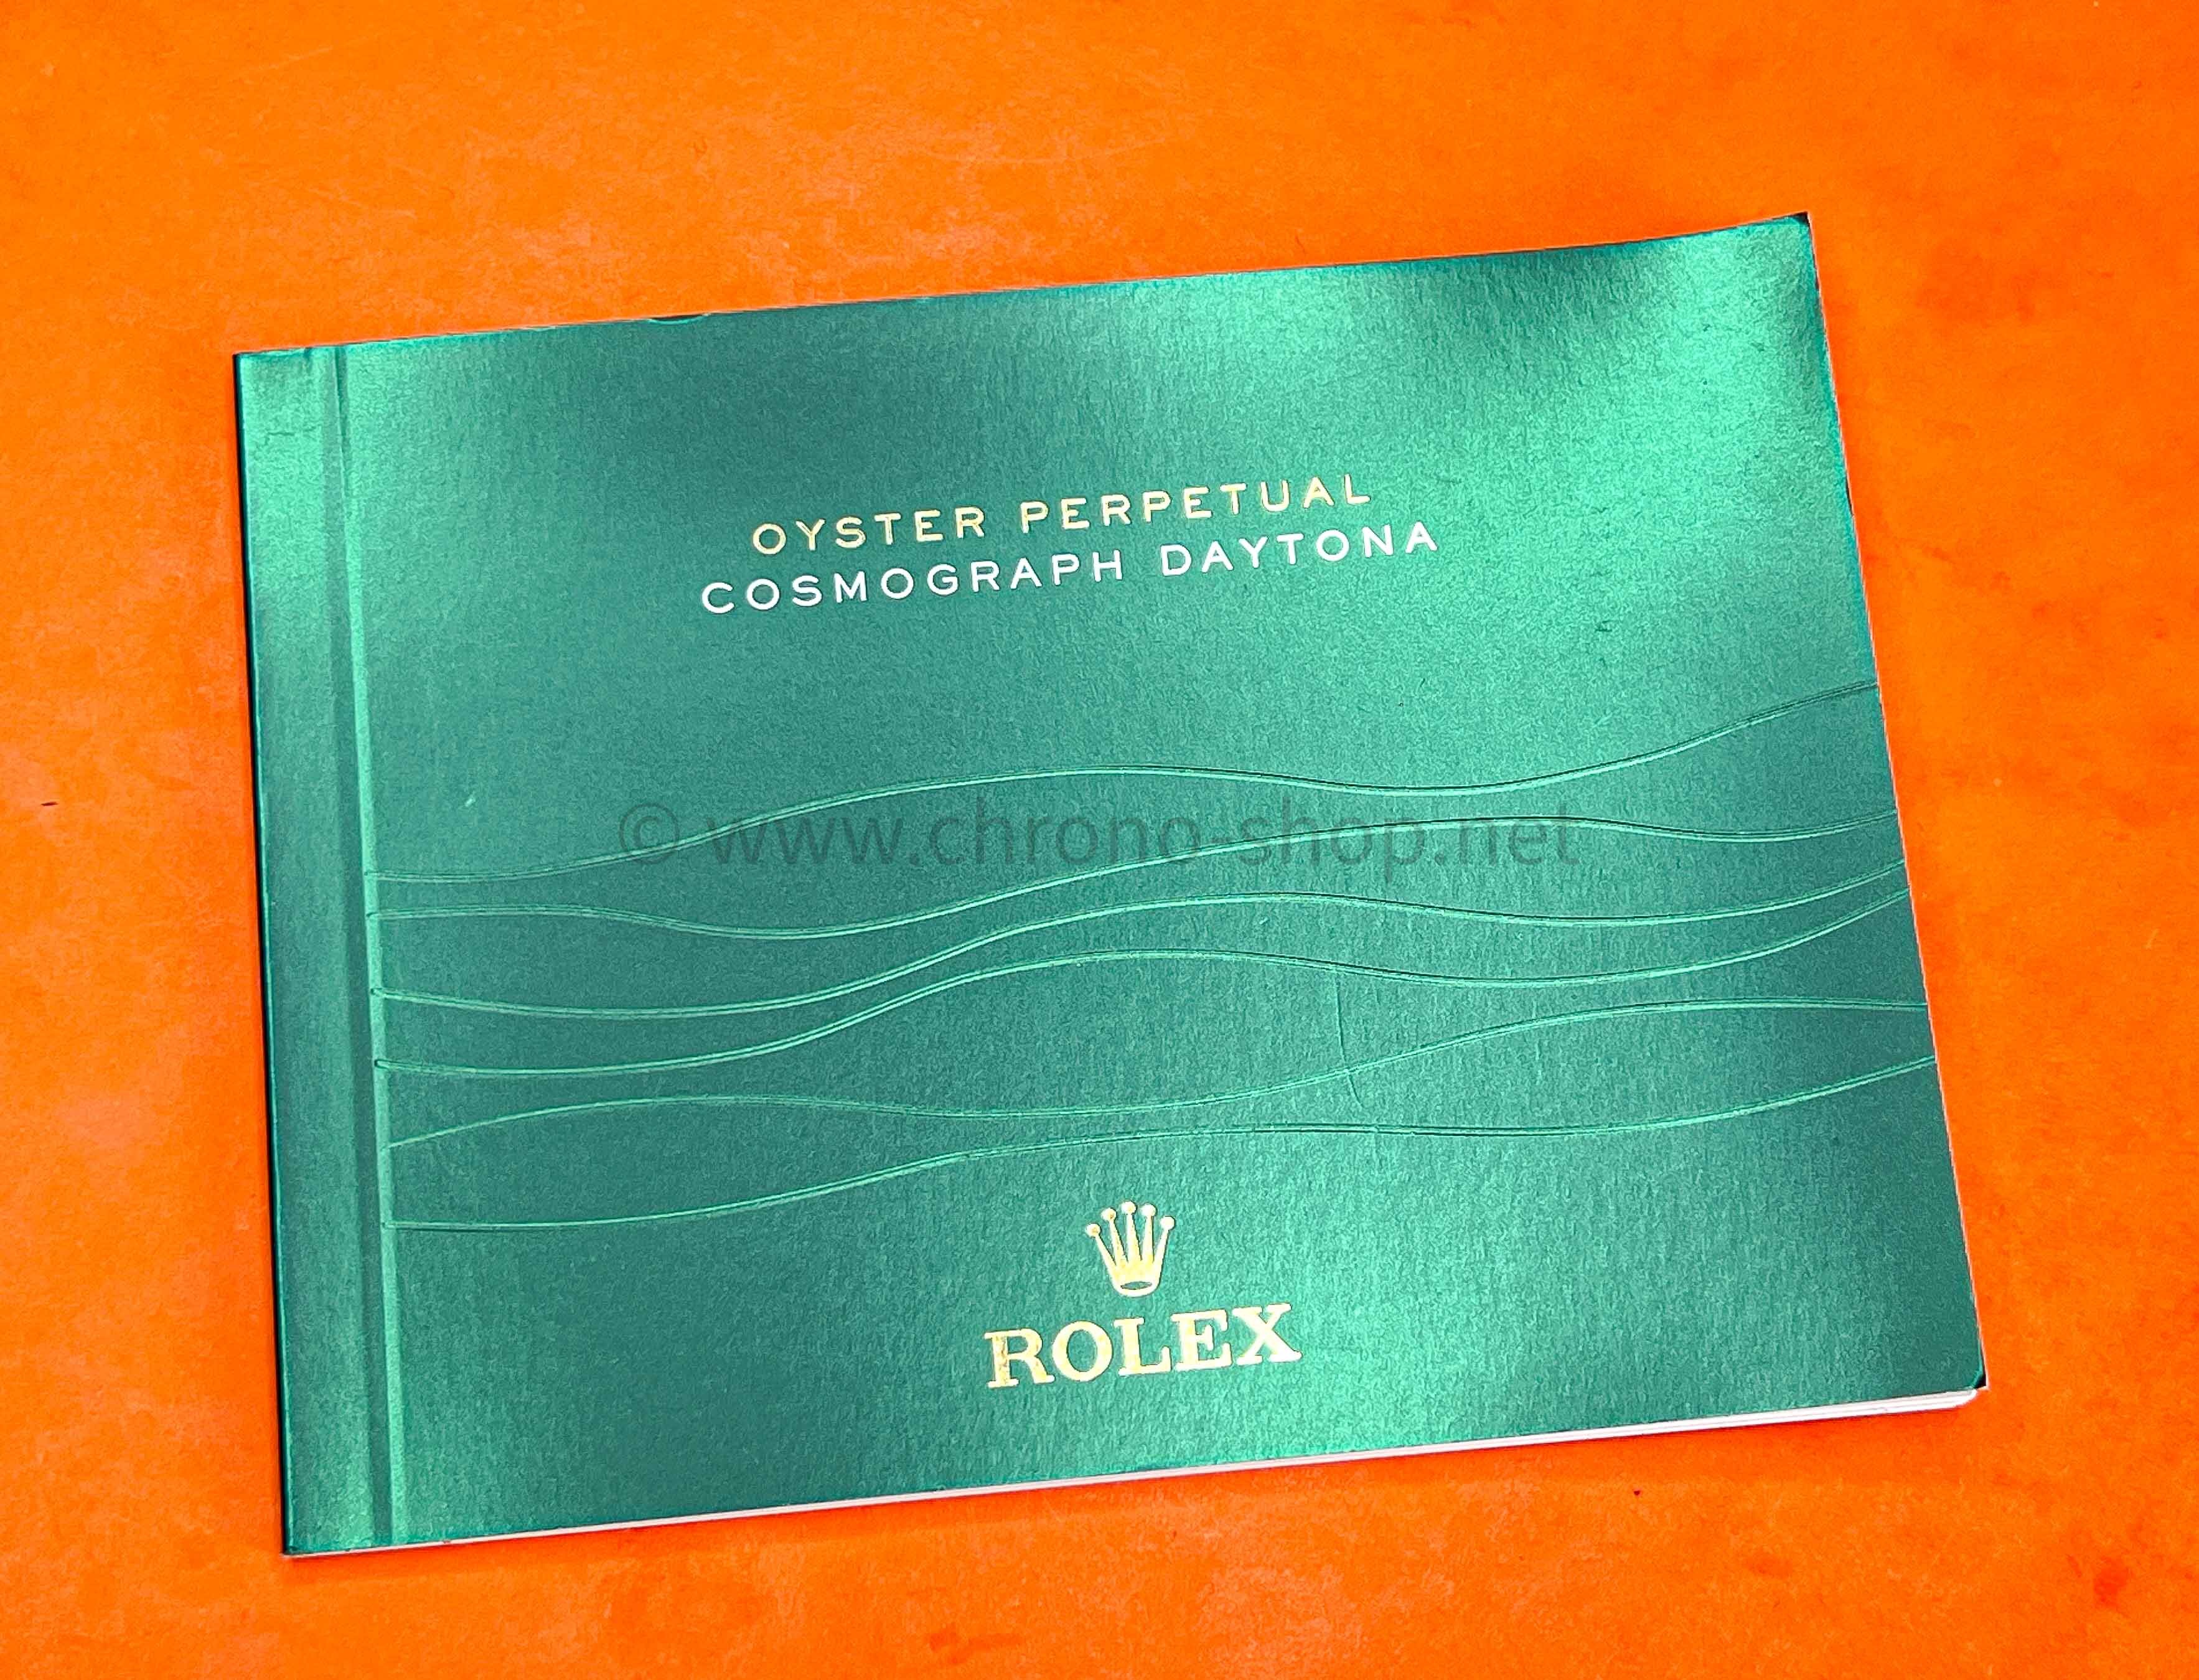 OYSTER PERPETUAL
COSMOGRAPH DAYTONA
© www.chrono-shop.net
ROLEX